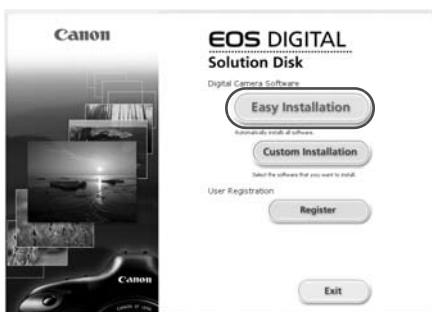 Canon
EOS DIGITAL
Solution Disk
Digital Camera Software
Easy Installation
Automatically installs all software.
Custom Installation
Select the software that you want to install.
User Registration
Register
Canon
Exit